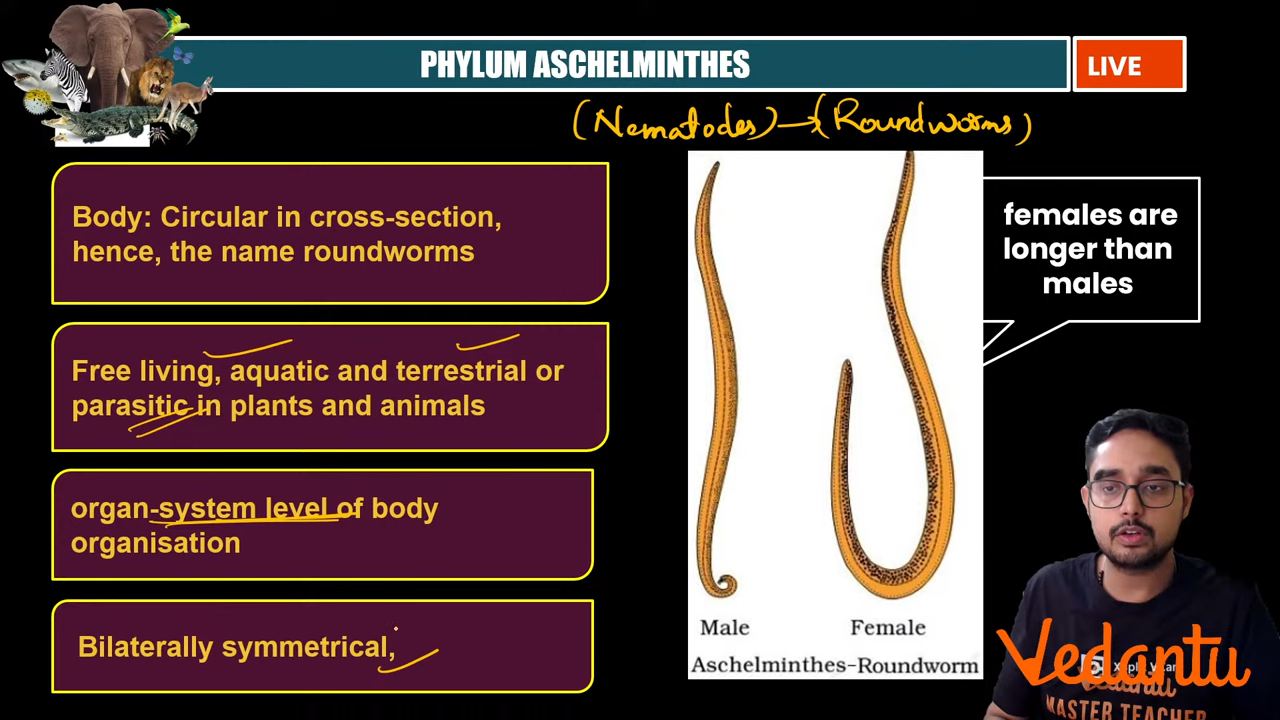 PHYLUM ASCHELMINTHES
LIVE
(Nematodes)→(Roundworms)
Body: Circular in cross-section,
hence, the name roundworms
Free living, aquatic and terrestrial or
parasitic in plants and animals
organ-system level of body
organisation
Bilaterally symmetrical,
females are
longer than
males
Male
Female
Aschelminthes-Roundworm
Vedantu
Vedantu
MASTER TEACHER